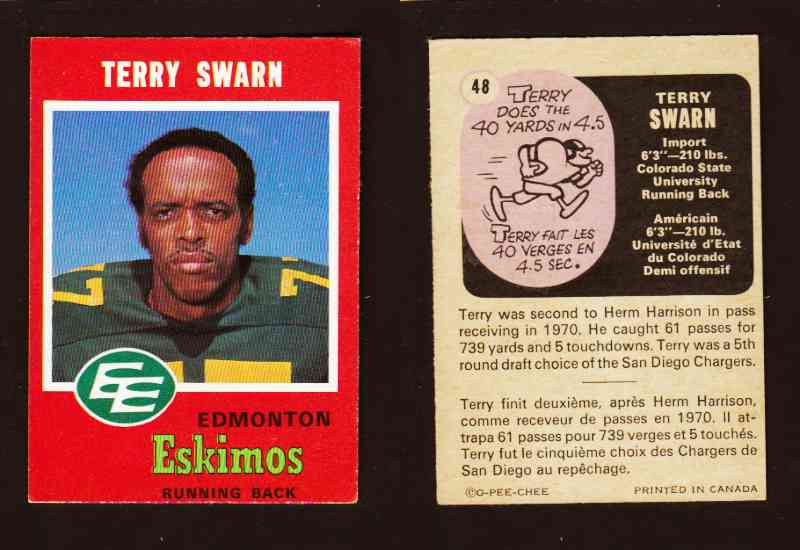 TERRY SWARN
EE
EDMONTON
Eskimos
RUNNING BACK
48
TERRY
DOES THE
40 YARDS IN 4.5
TERRY FAIT LES
40 VERGES EN
4.5 SEC.
TERRY
SWARN
Import
6'3"—210 lbs.
Colorado State
University
Running Back
Américain
6'3"—210 lb.
Université d'Etat
du Colorado
Demi offensif
Terry was second to Herm Harrison in pass
receiving in 1970. He caught 61 passes for
739 yards and 5 touchdowns. Terry was a 5th
round draft choice of the San Diego Chargers.
Terry finit deuxième, après Herm Harrison,
comme receveur de passes en 1970. Il at-
trapa 61 passes pour 739 verges et 5 touchés.
Terry fut le cinquième choix des Chargers de
San Diego au repêchage.
©O-PEE-CHEE PRINTED IN CANADA